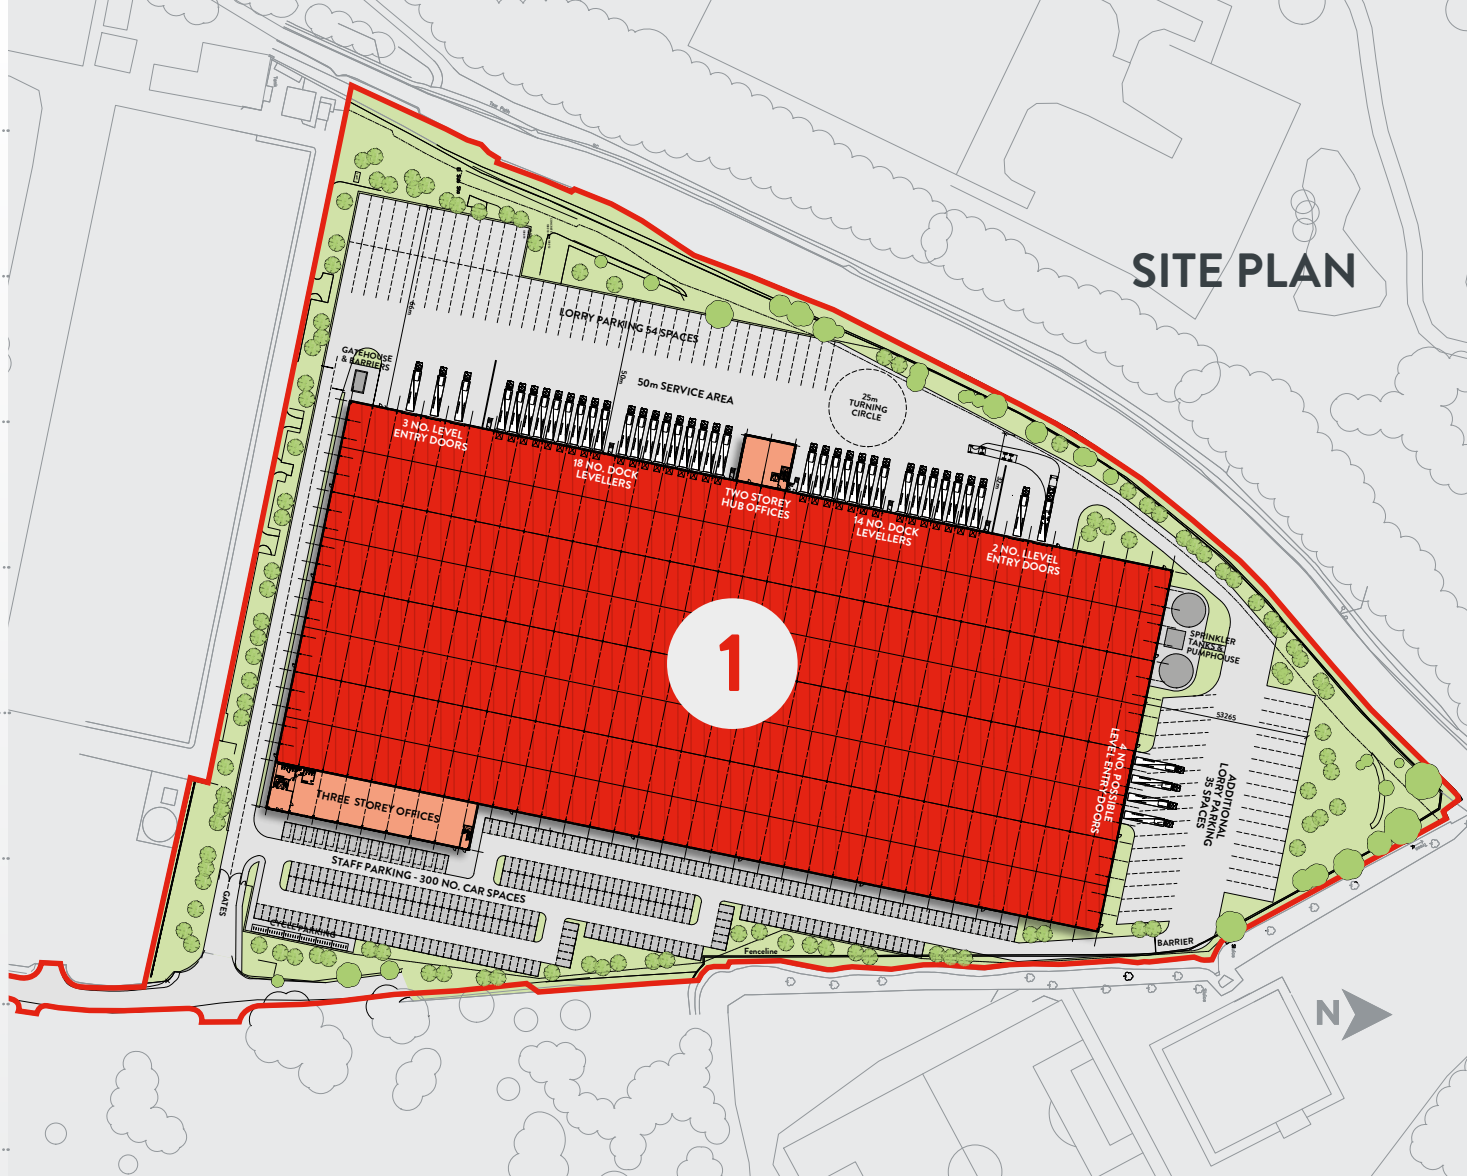 SITE PLAN
LORRY PARKING 54 SPACES
66m
50m
GATEHOUSE
& BARRIERS
50m SERVICE AREA
25m
TURNING
CIRCLE
3 NO. LEVEL
ENTRY DOORS
18 NO. DOCK
LEVELLERS
TWO STOREY
HUB OFFICES
14 NO. DOCK
LEVELLERS
2 NO. LLEVEL
ENTRY DOORS
SPRINKLER
TANKS &
PUMPHOUSE
1
53265
4 NO. POSSIBLE
LEVEL ENTRY DOORS
ADDITIONAL
LORRY PARKING
35 SPACES
THREE STOREY OFFICES
STAFF PARKING - 300 NO. CAR SPACES
GATES
CYCLE PARKING
Fenceline
BARRIER
N